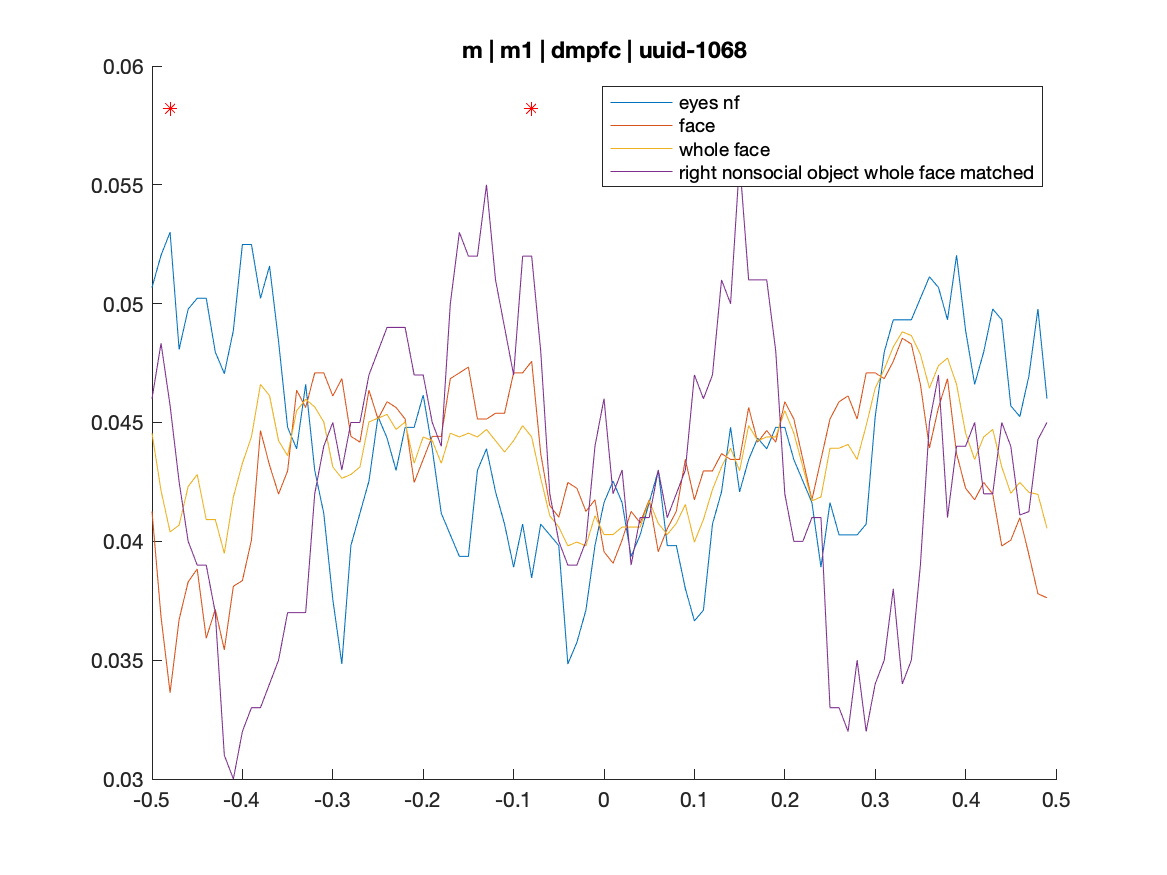 m | m1 | dmpfc | uuid-1068
0.06
0.055
0.05
0.045
0.04
0.035
0.03
eyes nf
face
whole face
right nonsocial object whole face matched
-0.5 -0.4 -0.3 -0.2 -0.1 0 0.1 0.2 0.3 0.4 0.5